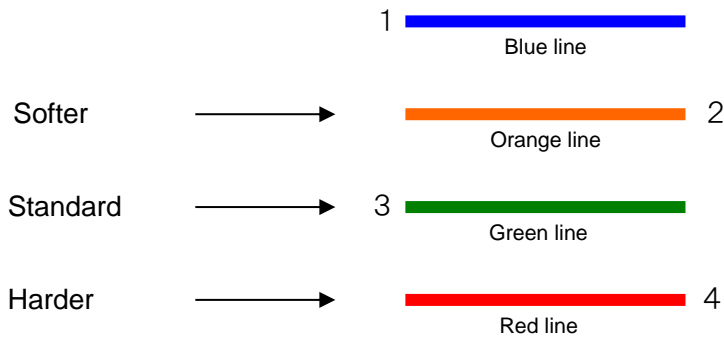 1
Blue line
Softer 2
Orange line
Standard 3
Green line
Harder 4
Red line